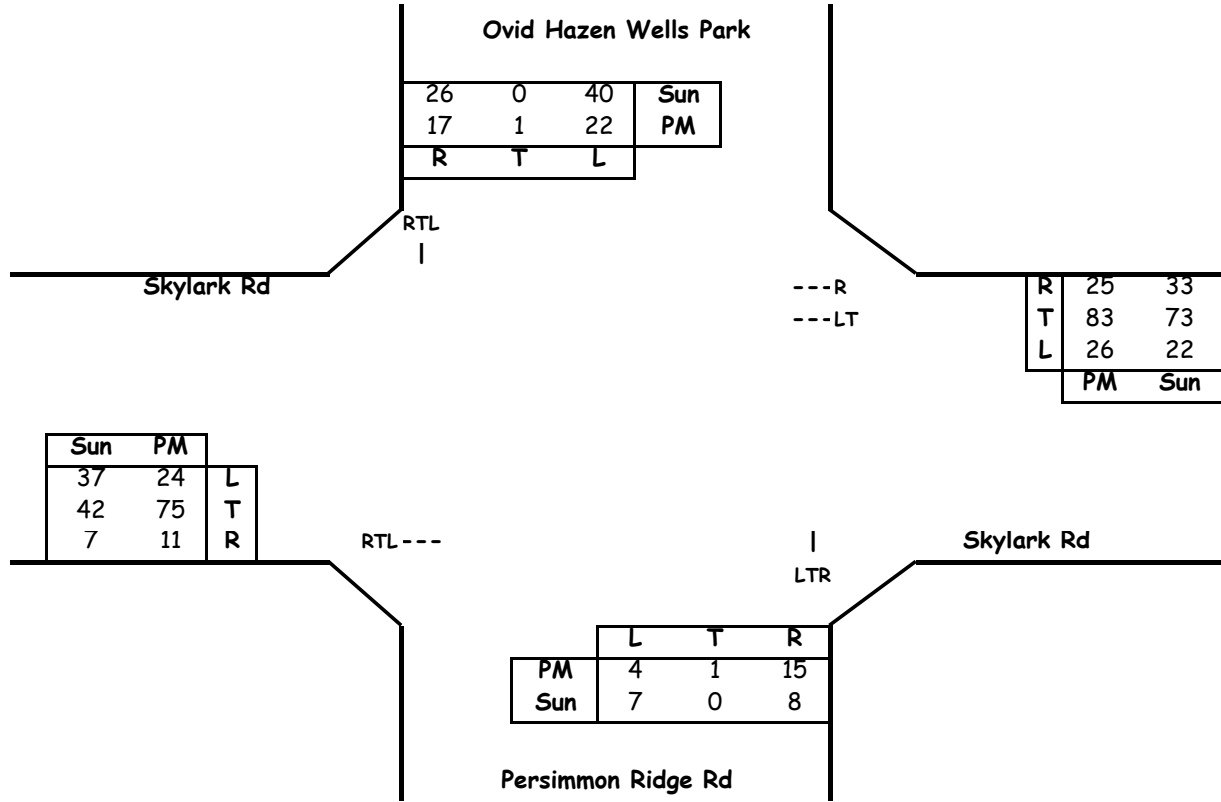 Ovid Hazen Wells Park
26 0 40 Sun
17 1 22 PM
R T L
RTL
|
Skylark Rd
---R
---LT
R 25 33
T 83 73
L 26 22
PM Sun
Sun PM
37 24 L
42 75 T
7 11 R
RTL---
|
LTR
Skylark Rd
L T R
PM 4 1 15
Sun 7 0 8
Persimmon Ridge Rd